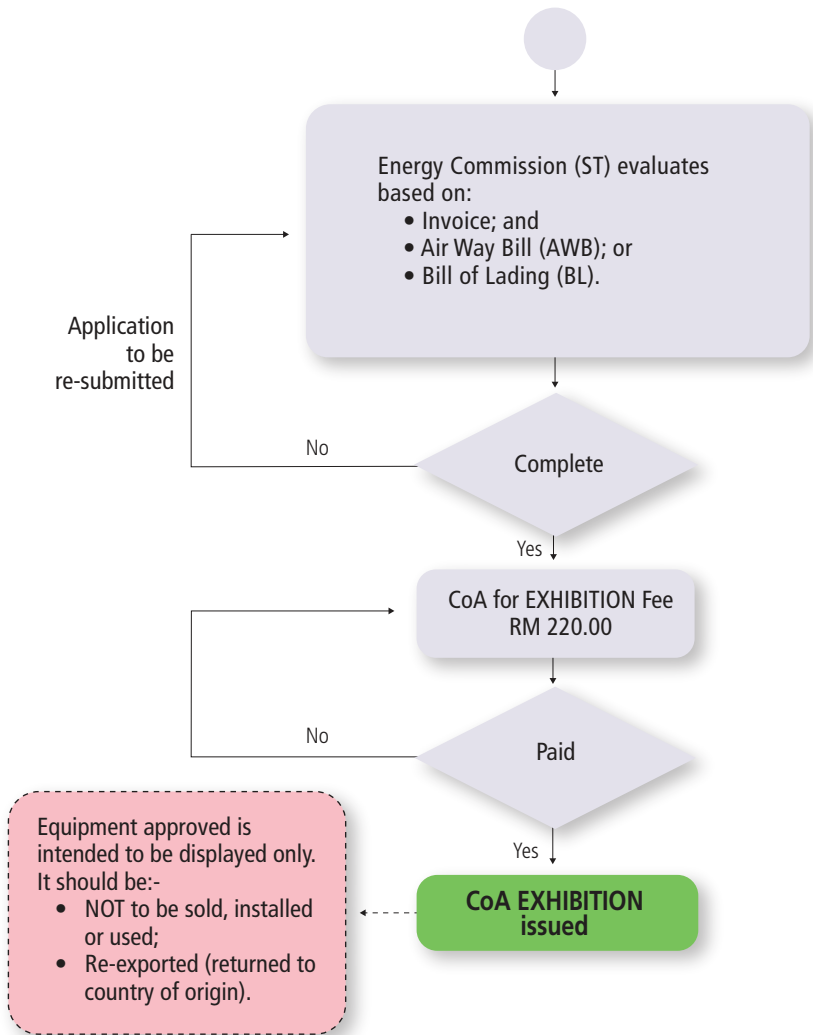 Energy Commission (ST) evaluates
based on:
• Invoice; and
• Air Way Bill (AWB); or
• Bill of Lading (BL).
Application
to be
re-submitted
No
Complete
Yes
CoA for EXHIBITION Fee
RM 220.00
No
Paid
Yes
Equipment approved is
intended to be displayed only.
It should be:-
• NOT to be sold, installed
or used;
• Re-exported (returned to
country of origin).
CoA EXHIBITION
issued